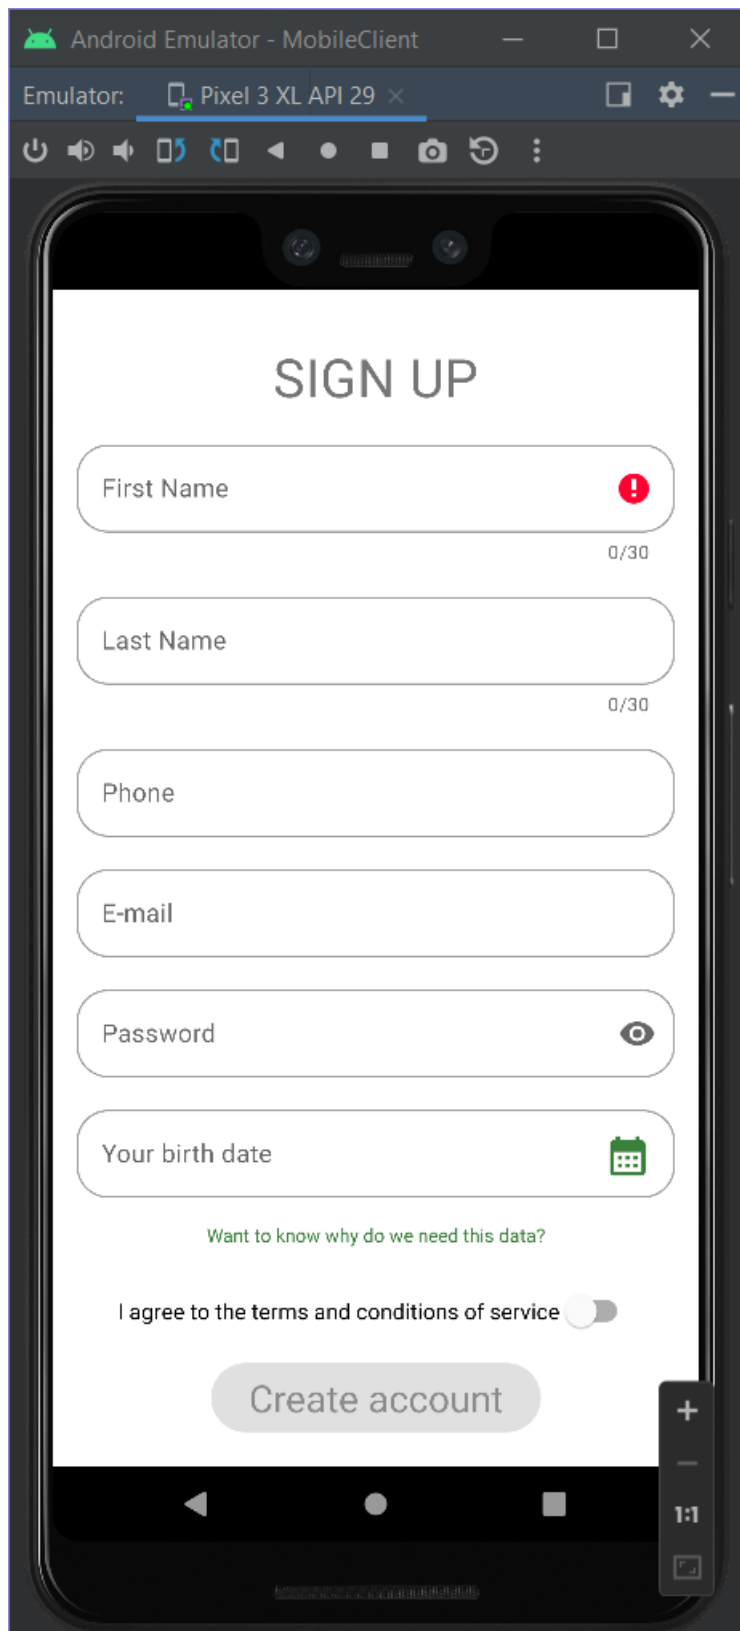 Android Emulator - MobileClient
Emulator: Pixel 3 XL API 29
SIGN UP
First Name
0/30
Last Name
0/30
Phone
E-mail
Password
Your birth date
Want to know why do we need this data?
I agree to the terms and conditions of service
Create account
1:1